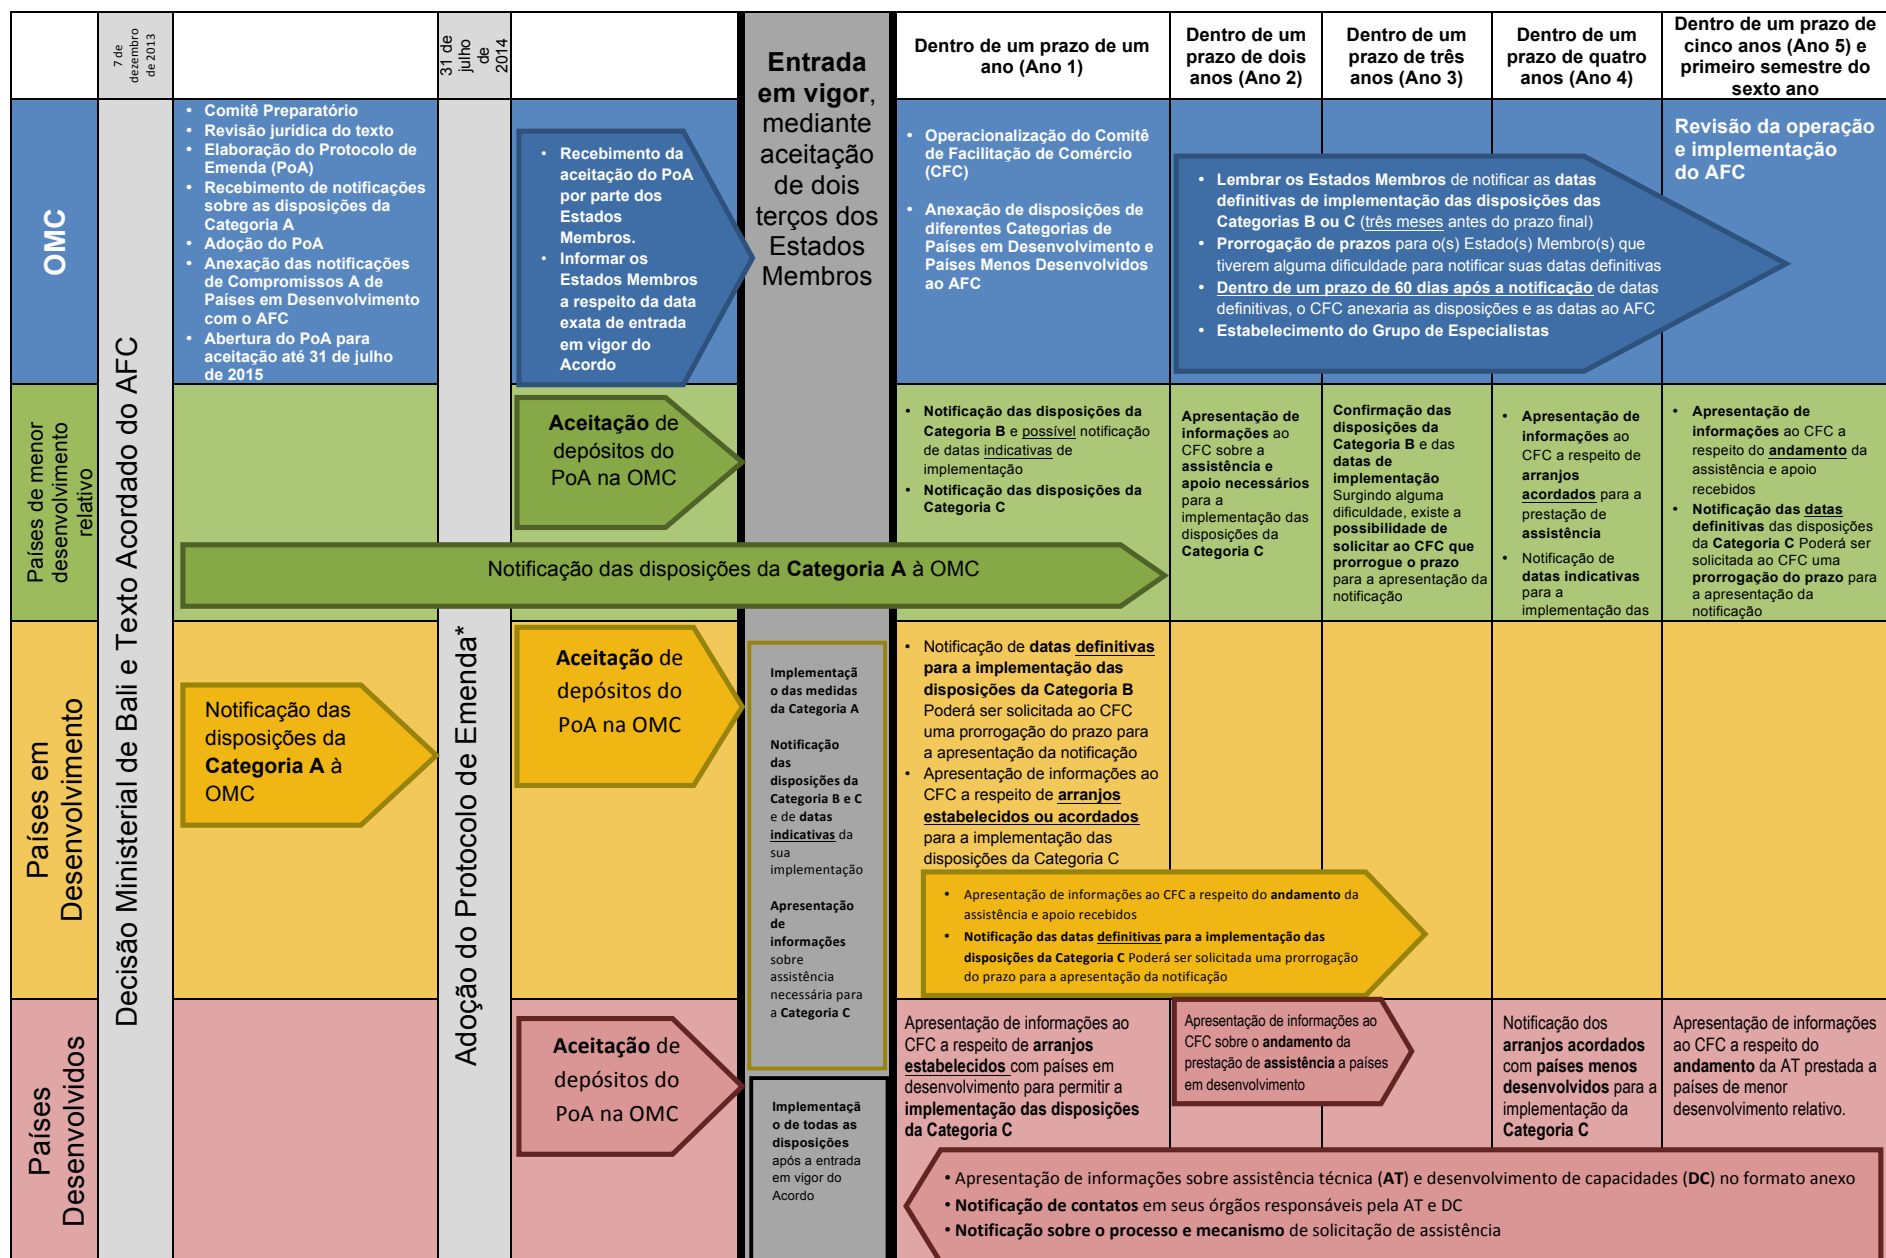 7 de
dezembro
de 2013
31 de
julho
de
2014
Entrada
em vigor,
mediante
aceitação
de dois
terços dos
Estados
Membros
Dentro de um prazo de um
ano (Ano 1)
Dentro de um
prazo de dois
anos (Ano 2)
Dentro de um
prazo de três
anos (Ano 3)
Dentro de um
prazo de quatro
anos (Ano 4)
Dentro de um prazo de
cinco anos (Ano 5) e
primeiro semestre do
sexto ano
Decisão Ministerial de Bali e Texto Acordado do AFC
Adoção do Protocolo de Emenda*
OMC
• Comitê Preparatório
• Revisão jurídica do texto
• Elaboração do Protocolo de
Emenda (PoA)
• Recebimento de notificações
sobre as disposições da
Categoria A
• Adoção do PoA
• Anexação das notificações
de Compromissos A de
Países em Desenvolvimento
com o AFC
• Abertura do PoA para
aceitação até 31 de julho
de 2015
• Recebimento da
aceitação do PoA
por parte dos
Estados
Membros.
• Informar os
Estados Membros
a respeito da data
exata de entrada
em vigor do
Acordo
• Operacionalização do Comitê
de Facilitação de Comércio
(CFC)
• Anexação de disposições de
diferentes Categorias de
Países em Desenvolvimento e
Países Menos Desenvolvidos
ao AFC
• Lembrar os Estados Membros de notificar as datas
definitivas de implementação das disposições das
Categorias B ou C (três meses antes do prazo final)
• Prorrogação de prazos para o(s) Estado(s) Membro(s) que
tiverem alguma dificuldade para notificar suas datas definitivas
• Dentro de um prazo de 60 dias após a notificação de datas
definitivas, o CFC anexaria as disposições e as datas ao AFC
• Estabelecimento do Grupo de Especialistas
Revisão da operação
e implementação
do AFC
Países de menor
desenvolvimento
relativo
Aceitação de
depósitos do
PoA na OMC
Notificação das disposições da Categoria A à OMC
• Notificação das disposições da
Categoria B e possível notificação
de datas indicativas de
implementação
• Notificação das disposições da
Categoria C
Apresentação de
informações ao
CFC sobre a
assistência e
apoio necessários
para a
implementação das
disposições da
Categoria C
Confirmação das
disposições da
Categoria B e das
datas de
implementação
Surgindo alguma
dificuldade, existe a
possibilidade de
solicitar ao CFC que
prorrogue o prazo
para a apresentação da
notificação
• Apresentação de
informações ao
CFC a respeito de
arranjos
acordados para a
prestação de
assistência
• Notificação de
datas indicativas
para a
implementação das
• Apresentação de
informações ao CFC a
respeito do andamento da
assistência e apoio
recebidos
• Notificação das datas
definitivas das disposições
da Categoria C Poderá ser
solicitada ao CFC uma
prorrogação do prazo para
a apresentação da
notificação
Países em
Desenvolvimento
Notificação das
disposições da
Categoria A à
OMC
Aceitação de
depósitos do
PoA na OMC
Implementaçã
o das medidas
da Categoria A
Notificação
das
disposições da
Categoria B e C
e de datas
indicativas da
sua
implementação
Apresentação
de
informações
sobre
assistência
necessária para
a Categoria C
• Notificação de datas definitivas
para a implementação das
disposições da Categoria B
Poderá ser solicitada ao CFC
uma prorrogação do prazo para
a apresentação da notificação
• Apresentação de informações ao
CFC a respeito de arranjos
estabelecidos ou acordados
para a implementação das
disposições da Categoria C
• Apresentação de informações ao CFC a respeito do andamento da
assistência e apoio recebidos
• Notificação das datas definitivas para a implementação das
disposições da Categoria C Poderá ser solicitada uma prorrogação
do prazo para a apresentação da notificação
Países
Desenvolvidos
Aceitação de
depósitos do
PoA na OMC
Implementaçã
o de todas as
disposições
após a entrada
em vigor do
Acordo
Apresentação de informações ao
CFC a respeito de arranjos
estabelecidos com países em
desenvolvimento para permitir a
implementação das disposições
da Categoria C
Apresentação de informações ao
CFC sobre o andamento da
prestação de assistência a países
em desenvolvimento
Notificação dos
arranjos acordados
com países menos
desenvolvidos para a
implementação da
Categoria C
Apresentação de informações
ao CFC a respeito do
andamento da AT prestada a
países de menor
desenvolvimento relativo.
• Apresentação de informações sobre assistência técnica (AT) e desenvolvimento de capacidades (DC) no formato anexo
• Notificação de contatos em seus órgãos responsáveis pela AT e DC
• Notificação sobre o processo e mecanismo de solicitação de assistência